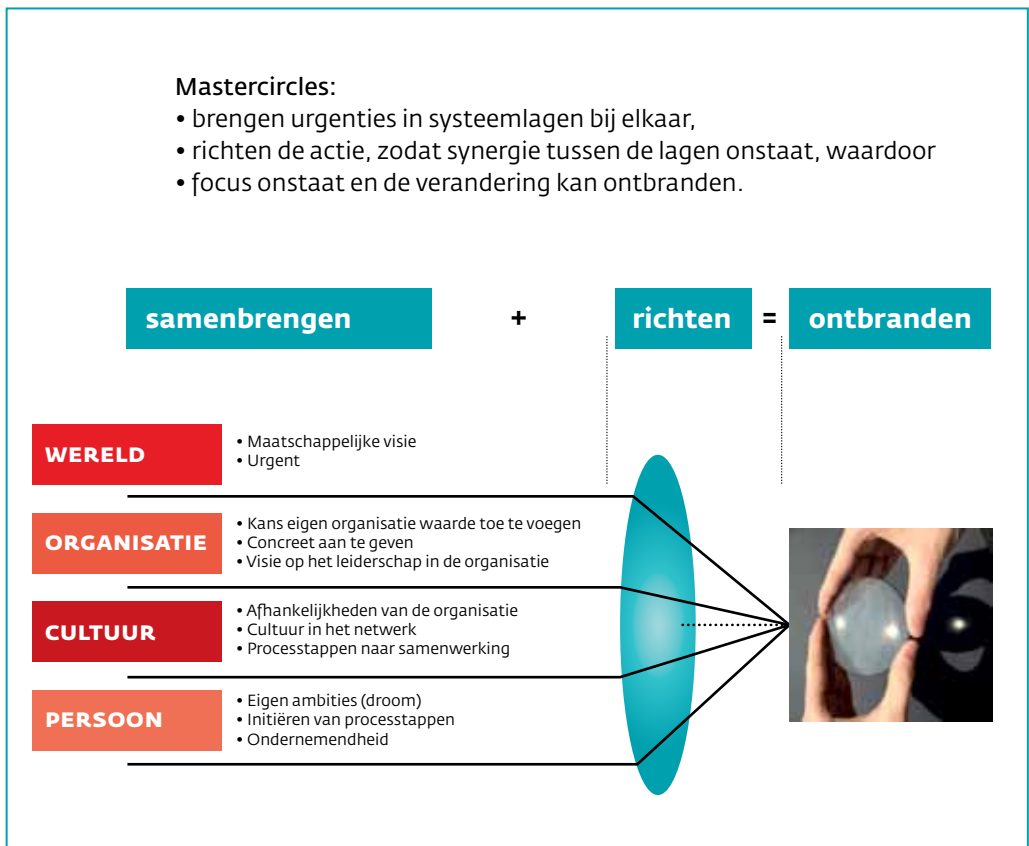 Mastercircles:
• brengen urgenties in systeemlagen bij elkaar,
• richten de actie, zodat synergie tussen de lagen onstaat, waardoor
• focus onstaat en de verandering kan ontbranden.
samenbrengen + richten = ontbranden
WERELD
• Maatschappelijke visie
• Urgent
ORGANISATIE
• Kans eigen organisatie waarde toe te voegen
• Concreet aan te geven
• Visie op het leiderschap in de organisatie
CULTUUR
• Afhankelijkheden van de organisatie
• Cultuur in het netwerk
• Processtappen naar samenwerking
PERSOON
• Eigen ambities (droom)
• Initiëren van processtappen
• Ondernemendheid